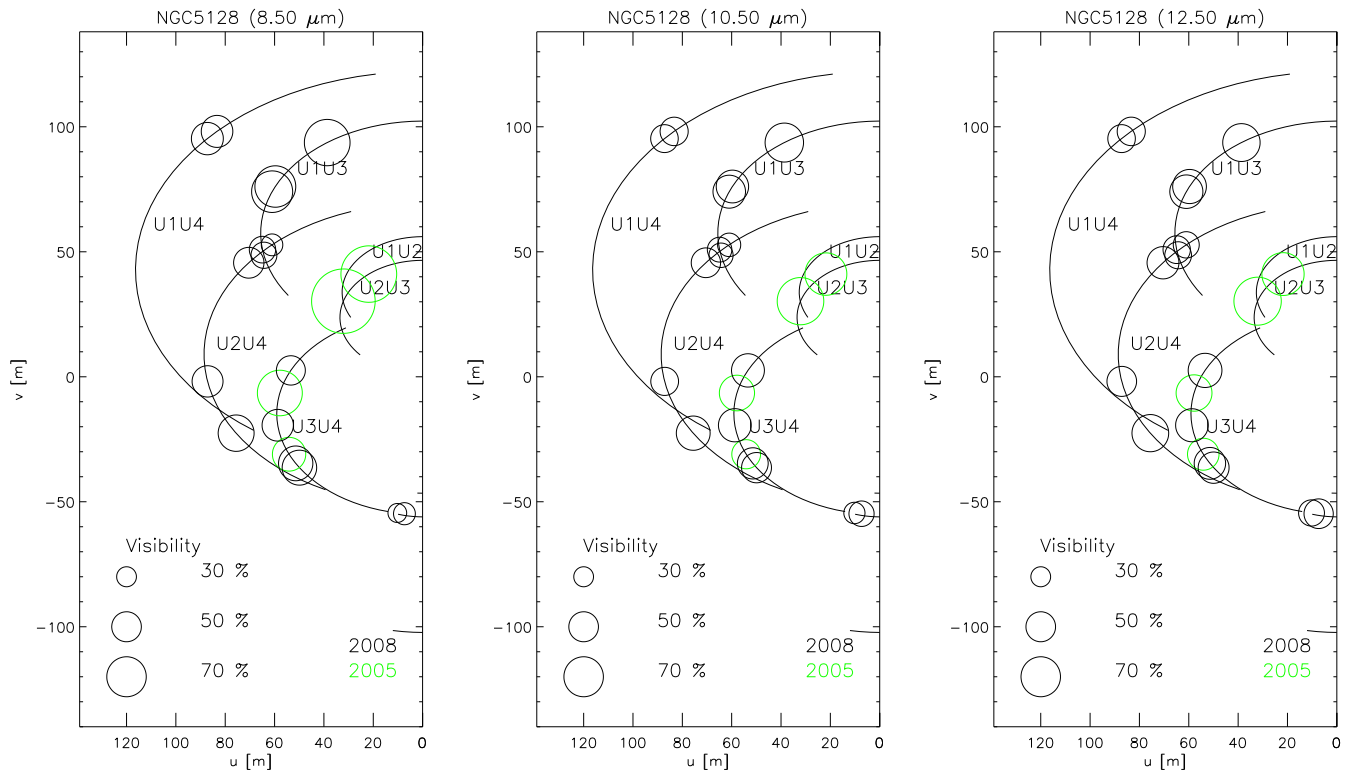 NGC5128 (8.50 μm)
v [m]
100
50
0
−50
−100
U1U3
U1U4
U1U2
U2U3
U2U4
U3U4
Visibility
30 %
50 %
70 %
2008
2005
120 100 80 60 40 20 0
u [m]
NGC5128 (10.50 μm)
v [m]
100
50
0
−50
−100
U1U3
U1U4
U1U2
U2U3
U2U4
U3U4
Visibility
30 %
50 %
70 %
2008
2005
120 100 80 60 40 20 0
u [m]
NGC5128 (12.50 μm)
v [m]
100
50
0
−50
−100
U1U3
U1U4
U1U2
U2U3
U2U4
U3U4
Visibility
30 %
50 %
70 %
2008
2005
120 100 80 60 40 20 0
u [m]